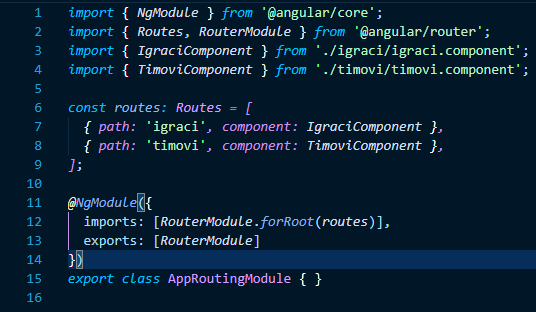 1 import { NgModule } from '@angular/core';
2 import { Routes, RouterModule } from '@angular/router';
3 import { IgraciComponent } from './igraci/igraci.component';
4 import { TimoviComponent } from './timovi/timovi.component';
5
6 const routes: Routes = [
7   { path: 'igraci', component: IgraciComponent },
8   { path: 'timovi', component: TimoviComponent },
9 ];
10
11 @NgModule({
12   imports: [RouterModule.forRoot(routes)],
13   exports: [RouterModule]
14 })
15 export class AppRoutingModule { }
16